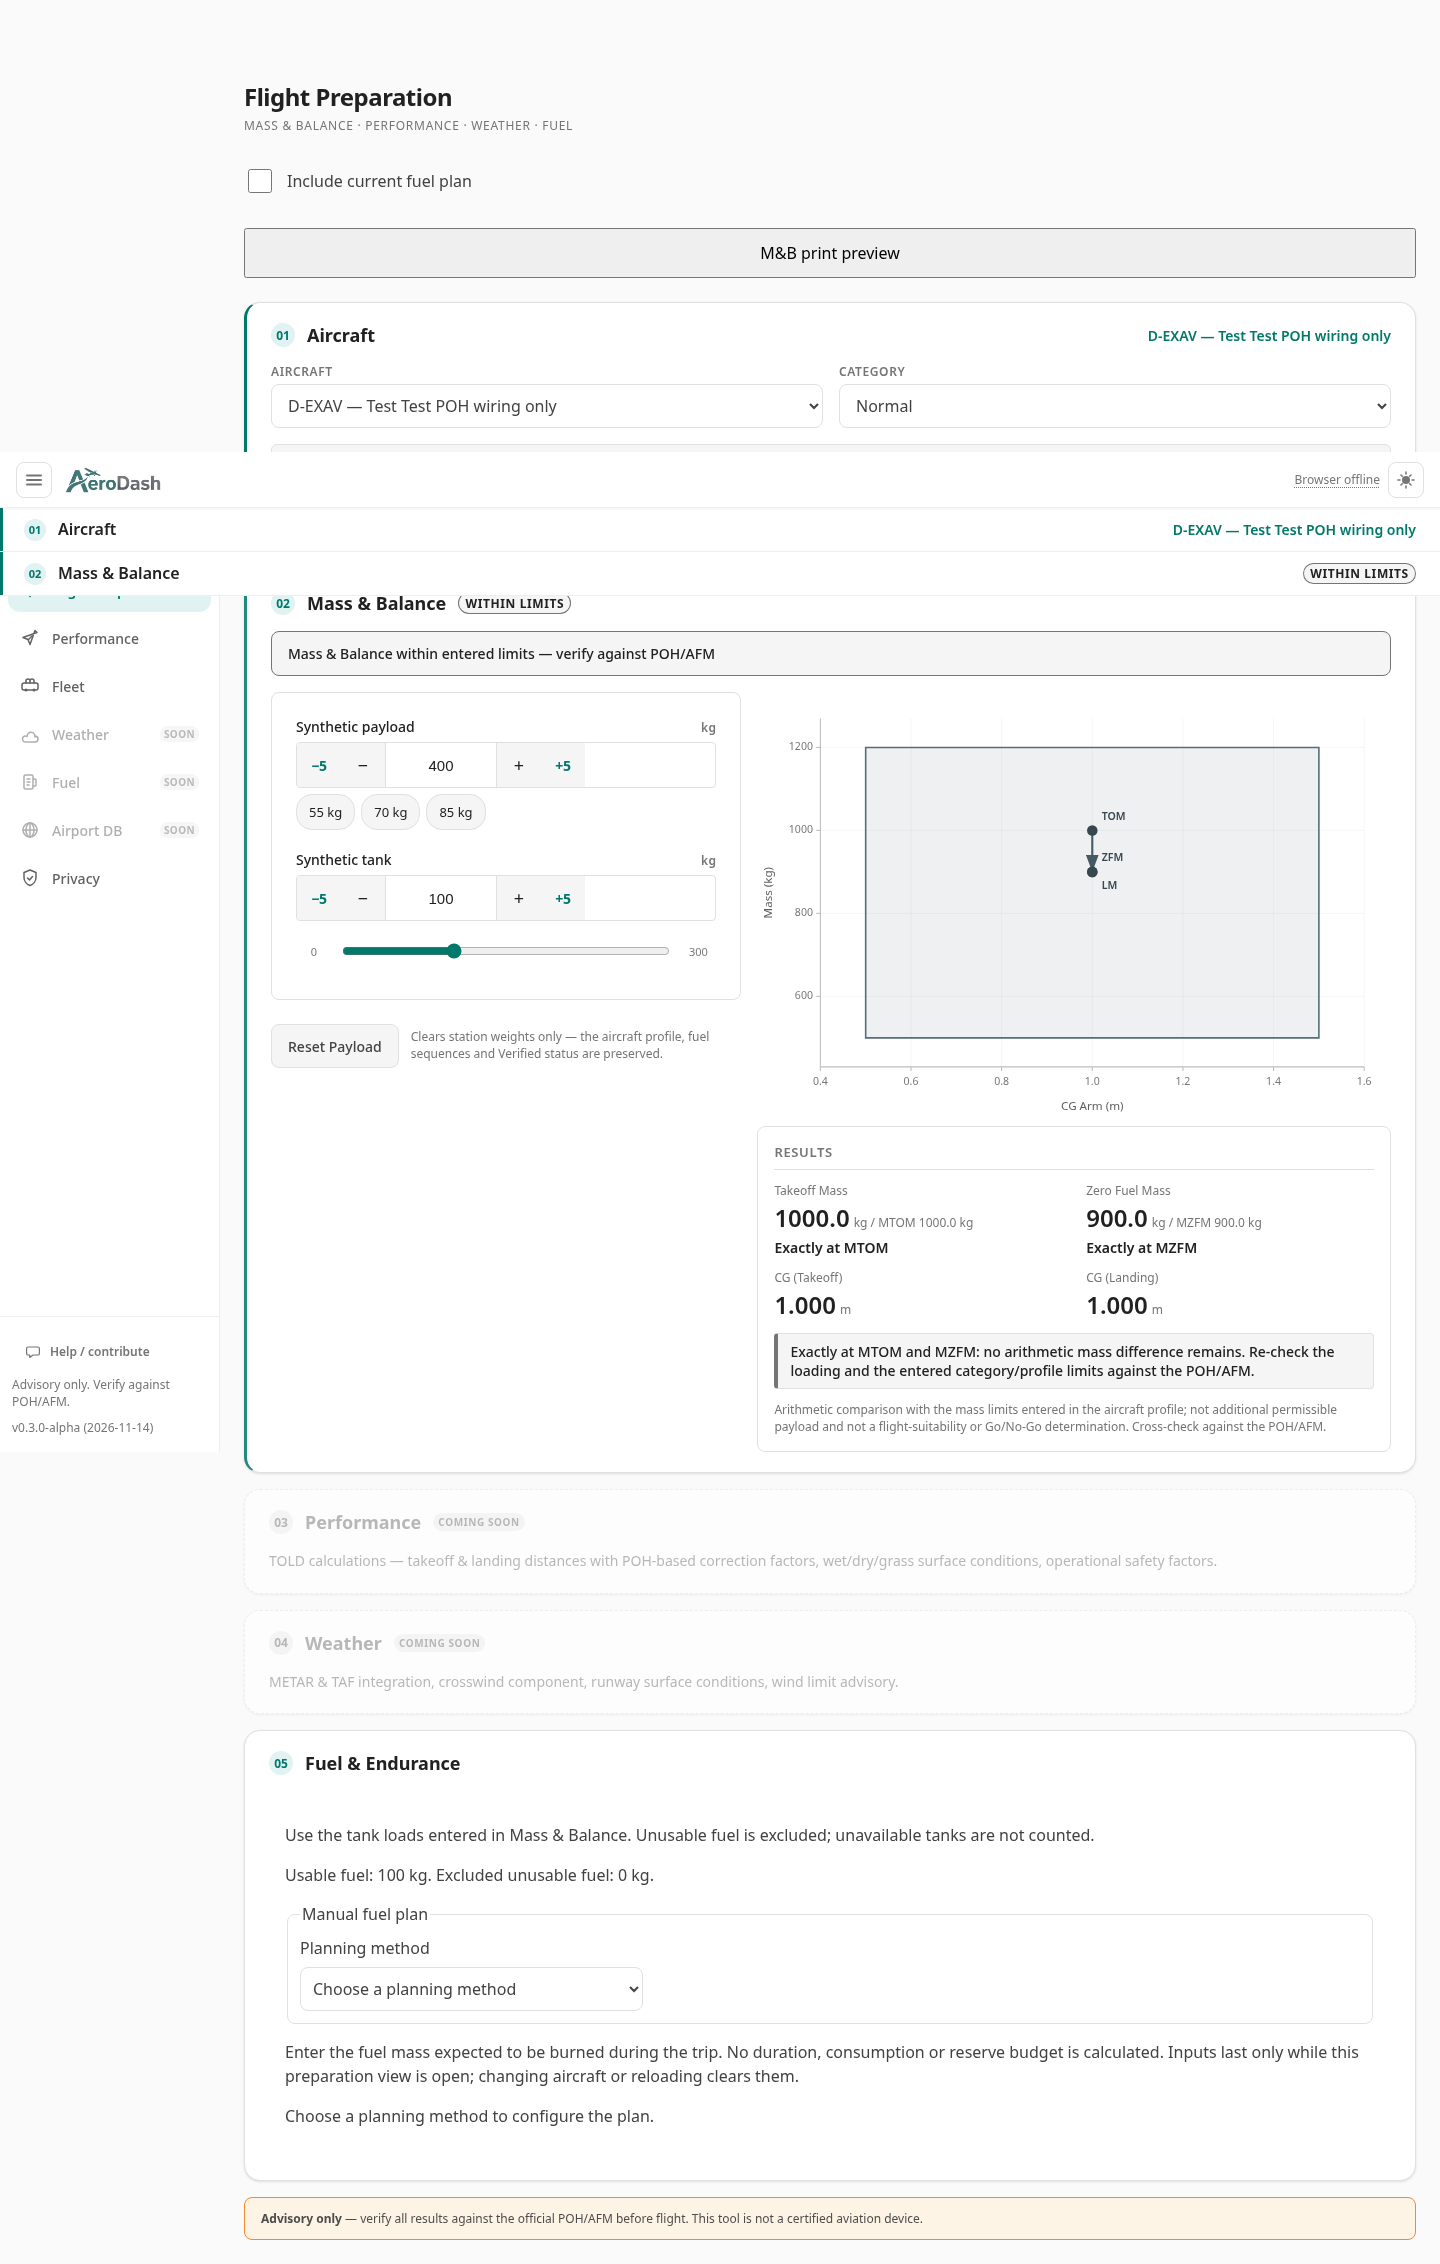 Flight Preparation
MASS & BALANCE · PERFORMANCE · WEATHER · FUEL
Include current fuel plan
M&B print preview
01 Aircraft D-EXAV — Test Test POH wiring only
AIRCRAFT CATEGORY
D-EXAV — Test Test POH wiring only Normal
AeroDash Browser offline
01 Aircraft D-EXAV — Test Test POH wiring only
02 Mass & Balance WITHIN LIMITS
02 Mass & Balance WITHIN LIMITS
Performance
Fleet
Weather SOON
Fuel SOON
Airport DB SOON
Privacy
Mass & Balance within entered limits — verify against POH/AFM
Synthetic payload kg
−5 − 400 + +5
55 kg 70 kg 85 kg
Synthetic tank kg
−5 − 100 + +5
0 300
Reset Payload
Clears station weights only — the aircraft profile, fuel
sequences and Verified status are preserved.
1200
1000
800
600
Mass (kg)
TOM
ZFM
LM
0.4 0.6 0.8 1.0 1.2 1.4 1.6
CG Arm (m)
RESULTS
Takeoff Mass Zero Fuel Mass
1000.0 kg / MTOM 1000.0 kg 900.0 kg / MZFM 900.0 kg
Exactly at MTOM Exactly at MZFM
CG (Takeoff) CG (Landing)
1.000 m 1.000 m
Exactly at MTOM and MZFM: no arithmetic mass difference remains. Re-check the
loading and the entered category/profile limits against the POH/AFM.
Arithmetic comparison with the mass limits entered in the aircraft profile; not additional permissible
payload and not a flight-suitability or Go/No-Go determination. Cross-check against the POH/AFM.
Help / contribute
Advisory only. Verify against
POH/AFM.
v0.3.0-alpha (2026-11-14)
03 Performance COMING SOON
TOLD calculations — takeoff & landing distances with POH-based correction factors, wet/dry/grass surface conditions, operational safety factors.
04 Weather COMING SOON
METAR & TAF integration, crosswind component, runway surface conditions, wind limit advisory.
05 Fuel & Endurance
Use the tank loads entered in Mass & Balance. Unusable fuel is excluded; unavailable tanks are not counted.
Usable fuel: 100 kg. Excluded unusable fuel: 0 kg.
Manual fuel plan
Planning method
Choose a planning method
Enter the fuel mass expected to be burned during the trip. No duration, consumption or reserve budget is calculated. Inputs last only while this
preparation view is open; changing aircraft or reloading clears them.
Choose a planning method to configure the plan.
Advisory only — verify all results against the official POH/AFM before flight. This tool is not a certified aviation device.